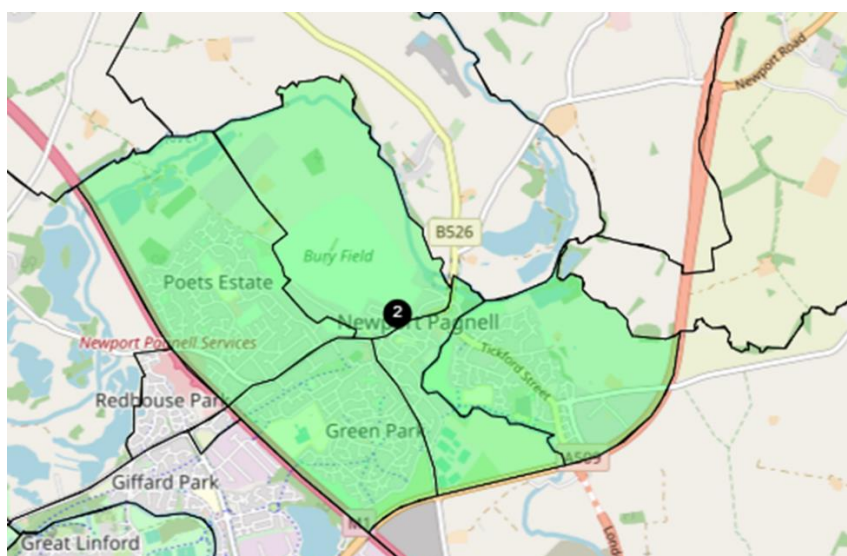 Newport Road
B526
Bury Field
Poets Estate
2
Newport Pagnell
Newport Pagnell Services
Tickford Street
Redhouse Park
Green Park
A509
Giffard Park
M1
Great Linford